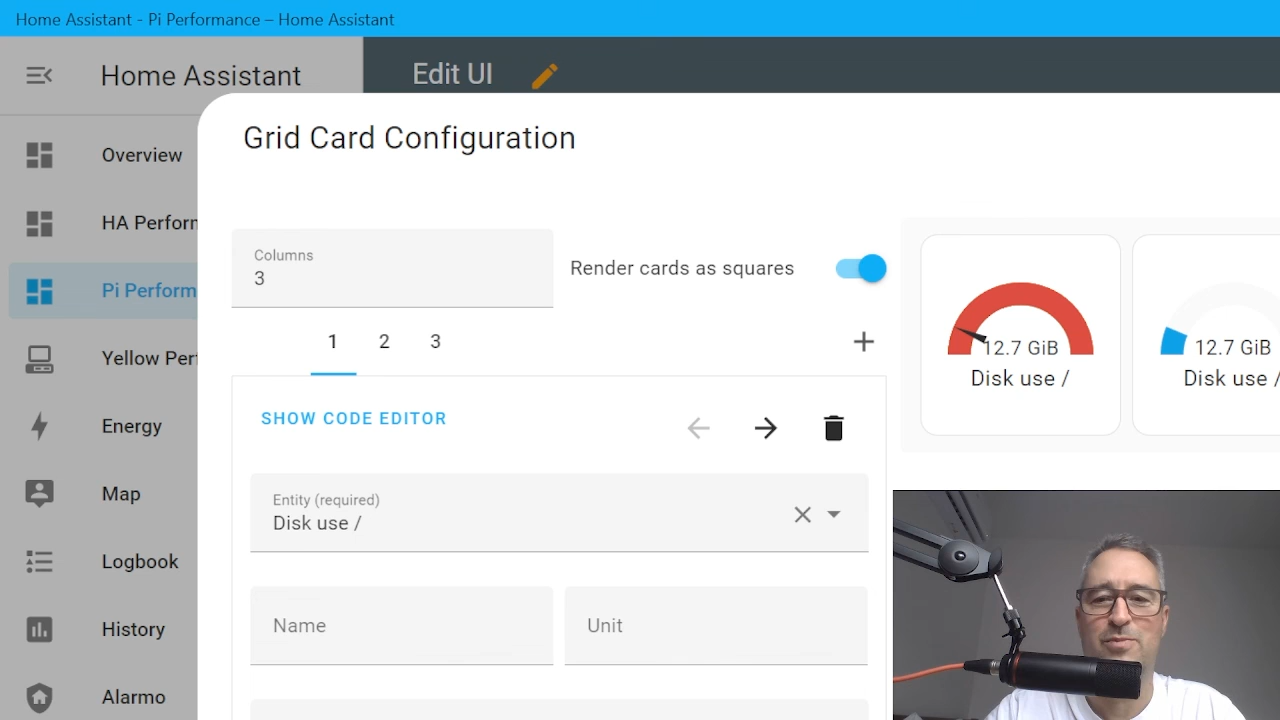 Home Assistant - Pi Performance – Home Assistant
Home Assistant
Edit UI
Grid Card Configuration
Overview
HA Perform
Pi Perform
Yellow Per
Energy
Map
Logbook
History
Alarmo
Columns
3
Render cards as squares
1 2 3
SHOW CODE EDITOR
Entity (required)
Disk use /
Name
Unit
12.7 GiB
Disk use /
12.7 GiB
Disk use /